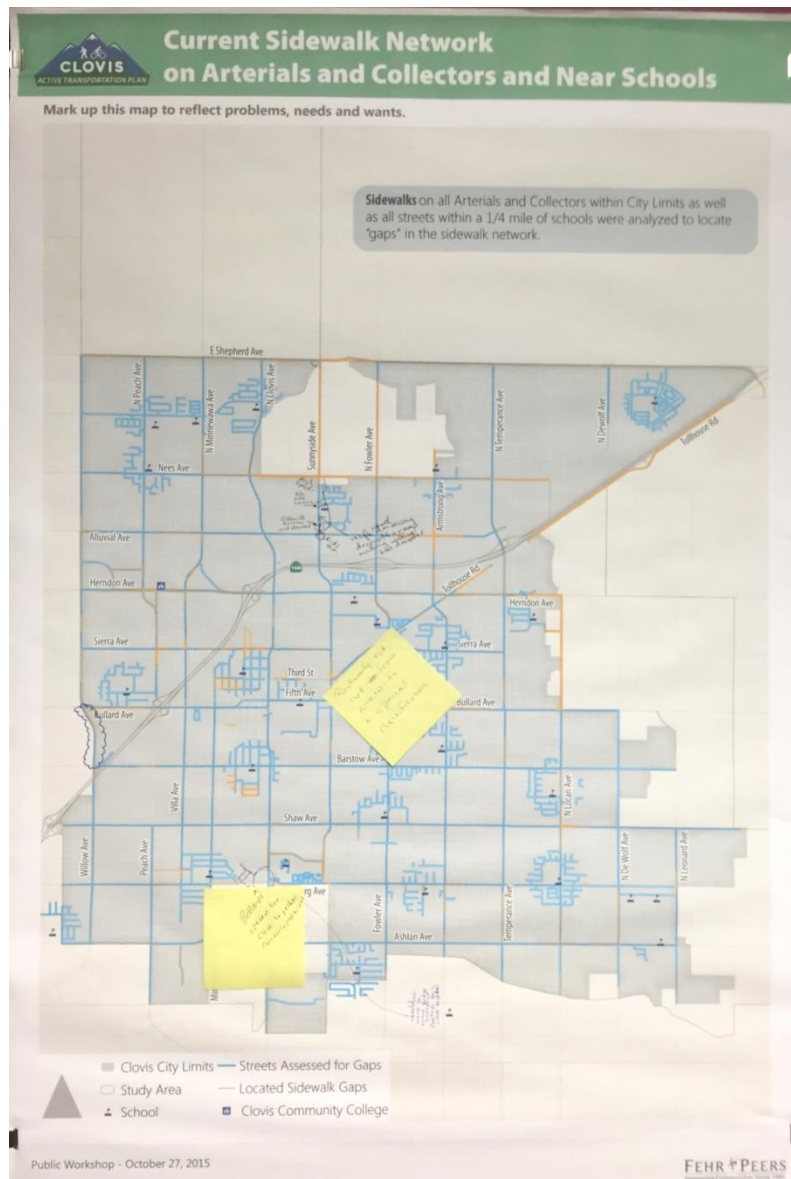 CLOVIS
ACTIVE TRANSPORTATION PLAN
Current Sidewalk Network
on Arterials and Collectors and Near Schools
Mark up this map to reflect problems, needs and wants.
Sidewalks on all Arterials and Collectors within City Limits as well
as all streets within a 1/4 mile of schools were analyzed to locate
"gaps" in the sidewalk network.
E Shepherd Ave
N Peach Ave
N Minnewawa Ave
N Clovis Ave
Sunnyside Ave
N Fowler Ave
N Temperance Ave
N Dewolf Ave
Tollhouse Rd
Nees Ave
Armstrong Ave
Alluvial Ave
168
Herndon Ave
Tollhouse Rd
Herndon Ave
Sierra Ave
Sierra Ave
Third St
Fifth Ave
Bullard Ave
Bullard Ave
Barstow Ave
Villa Ave
N Locan Ave
Shaw Ave
Willow Ave
Peach Ave
N De Wolf Ave
N Leonard Ave
rg Ave
Fowler Ave
Temperance Ave
Ashlan Ave
Clovis City Limits
Streets Assessed for Gaps
Study Area
Located Sidewalk Gaps
School
Clovis Community College
Public Workshop - October 27, 2015
FEHR PEERS